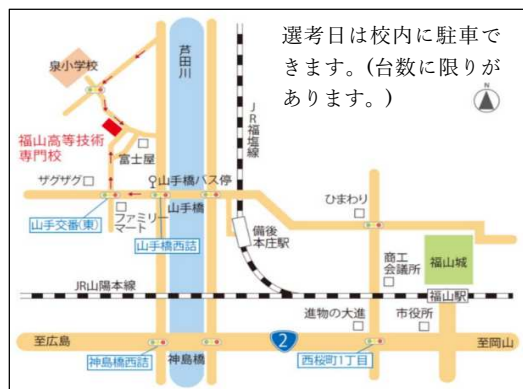 選考日は校内に駐車で
きます。(台数に限りが
あります。)
N
泉小学校
芦田川
JR福塩線
福山高等技術
専門校
富士屋
ザグザグ
山手橋バス停
ひまわり
山手橋
ファミリー
マート
山手交番(東)
山手橋西詰
備後
本庄駅
商工
会議所
福山城
JR山陽本線
福山駅
進物の大進
市役所
至広島
2
至岡山
神島橋西詰
神島橋
西桜町1丁目